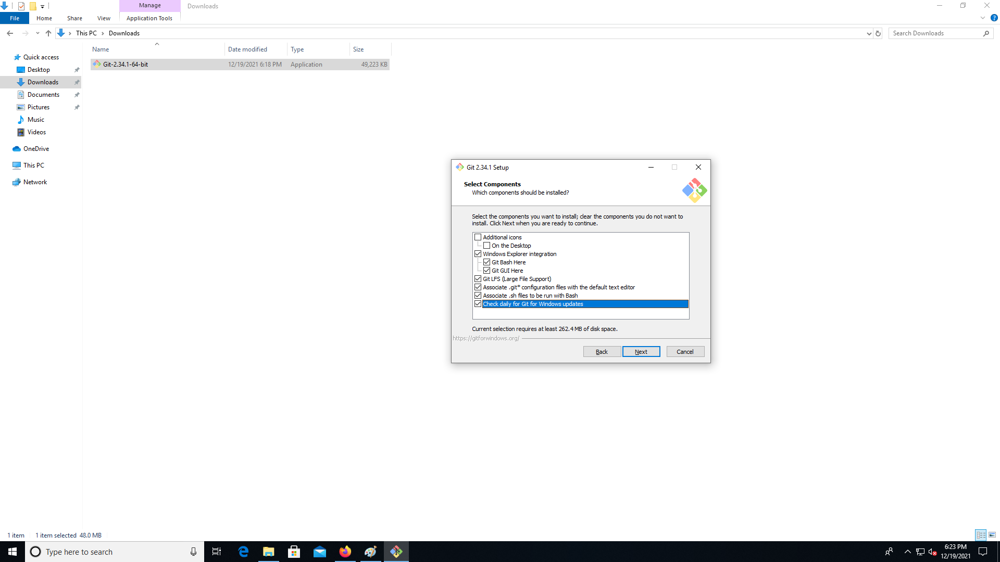 Manage
Downloads
File
Home
Share
View
Application Tools
This PC
Downloads
Search Downloads
Name
Date modified
Type
Size
Git-2.34.1-64-bit
12/19/2021 6:18 PM
Application
49,223 KB
Quick access
Desktop
Downloads
Documents
Pictures
Music
Videos
OneDrive
This PC
Network
Git 2.34.1 Setup
Select Components
Which components should be installed?
Select the components you want to install; clear the components you do not want to
install. Click Next when you are ready to continue.
Additional icons
On the Desktop
Windows Explorer integration
Git Bash Here
Git GUI Here
Git LFS (Large File Support)
Associate .git* configuration files with the default text editor
Associate .sh files to be run with Bash
Check daily for Git for Windows updates
Current selection requires at least 262.4 MB of disk space.
https://gitforwindows.org/
Back
Next
Cancel
1 item
1 item selected 48.0 MB
Type here to search
6:23 PM
12/19/2021